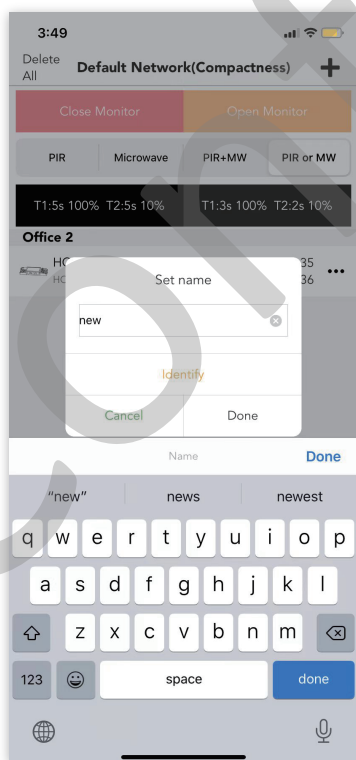 3:49
Delete All
Default Network(Compactness)
+
Close Monitor
Open Monitor
PIR
Microwave
PIR+MW
PIR or MW
T1:5s 100% T2:5s 10%
T1:3s 100% T2:2s 10%
Office 2
HC
35
HC
36
Set name
new
Identify
Cancel
Done
Name
Done
“new”
news
newest
q w e r t y u i o p
a s d f g h j k l
z x c v b n m
123
space
done